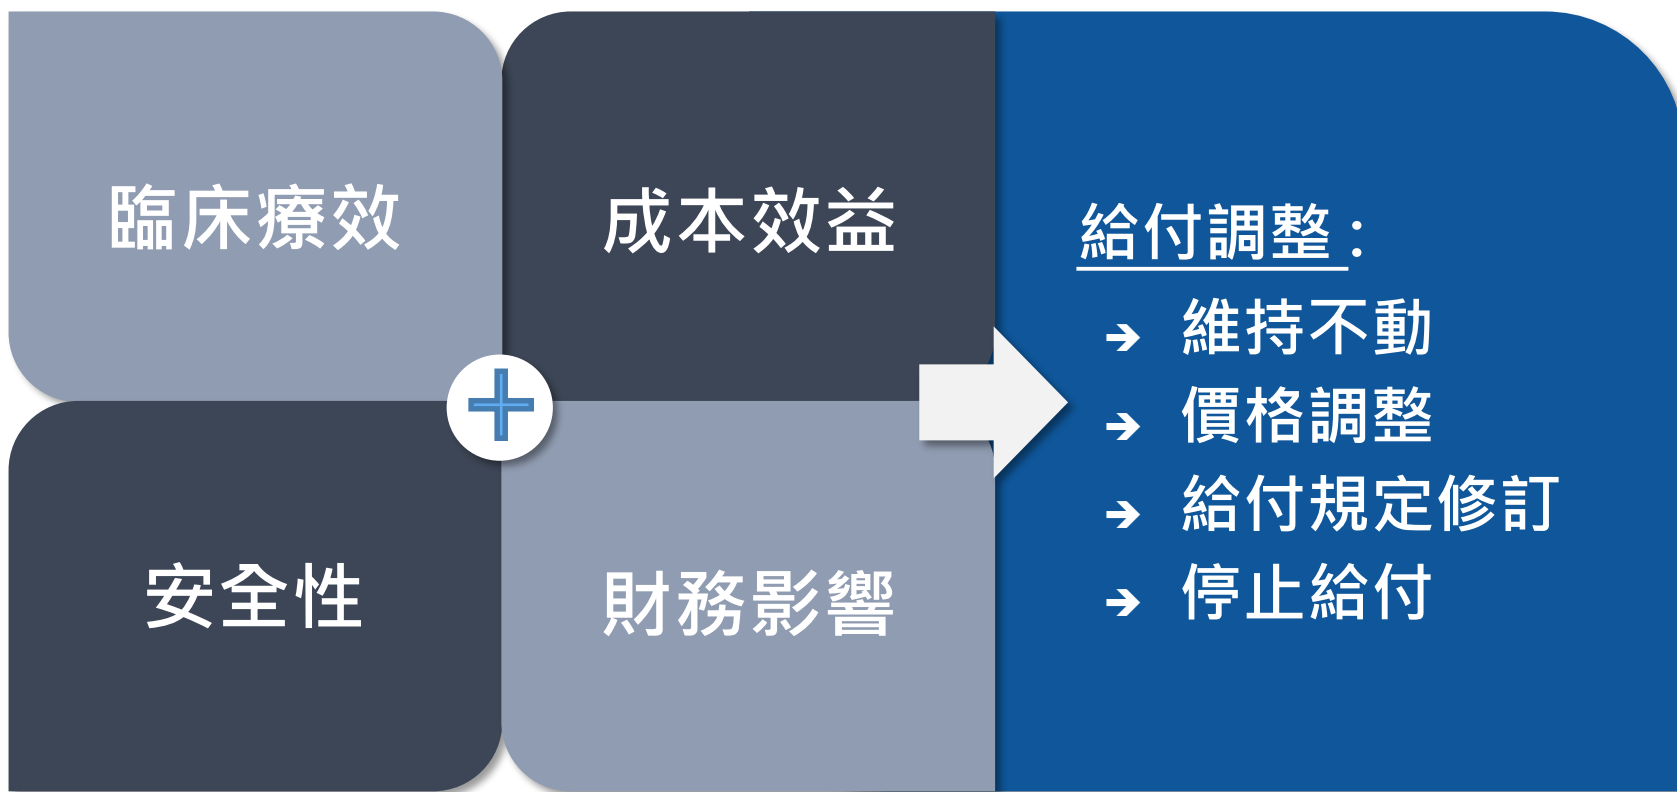 臨床療效
成本效益
安全性
財務影響
給付調整：
➔ 維持不動
➔ 價格調整
➔ 給付規定修訂
➔ 停止給付